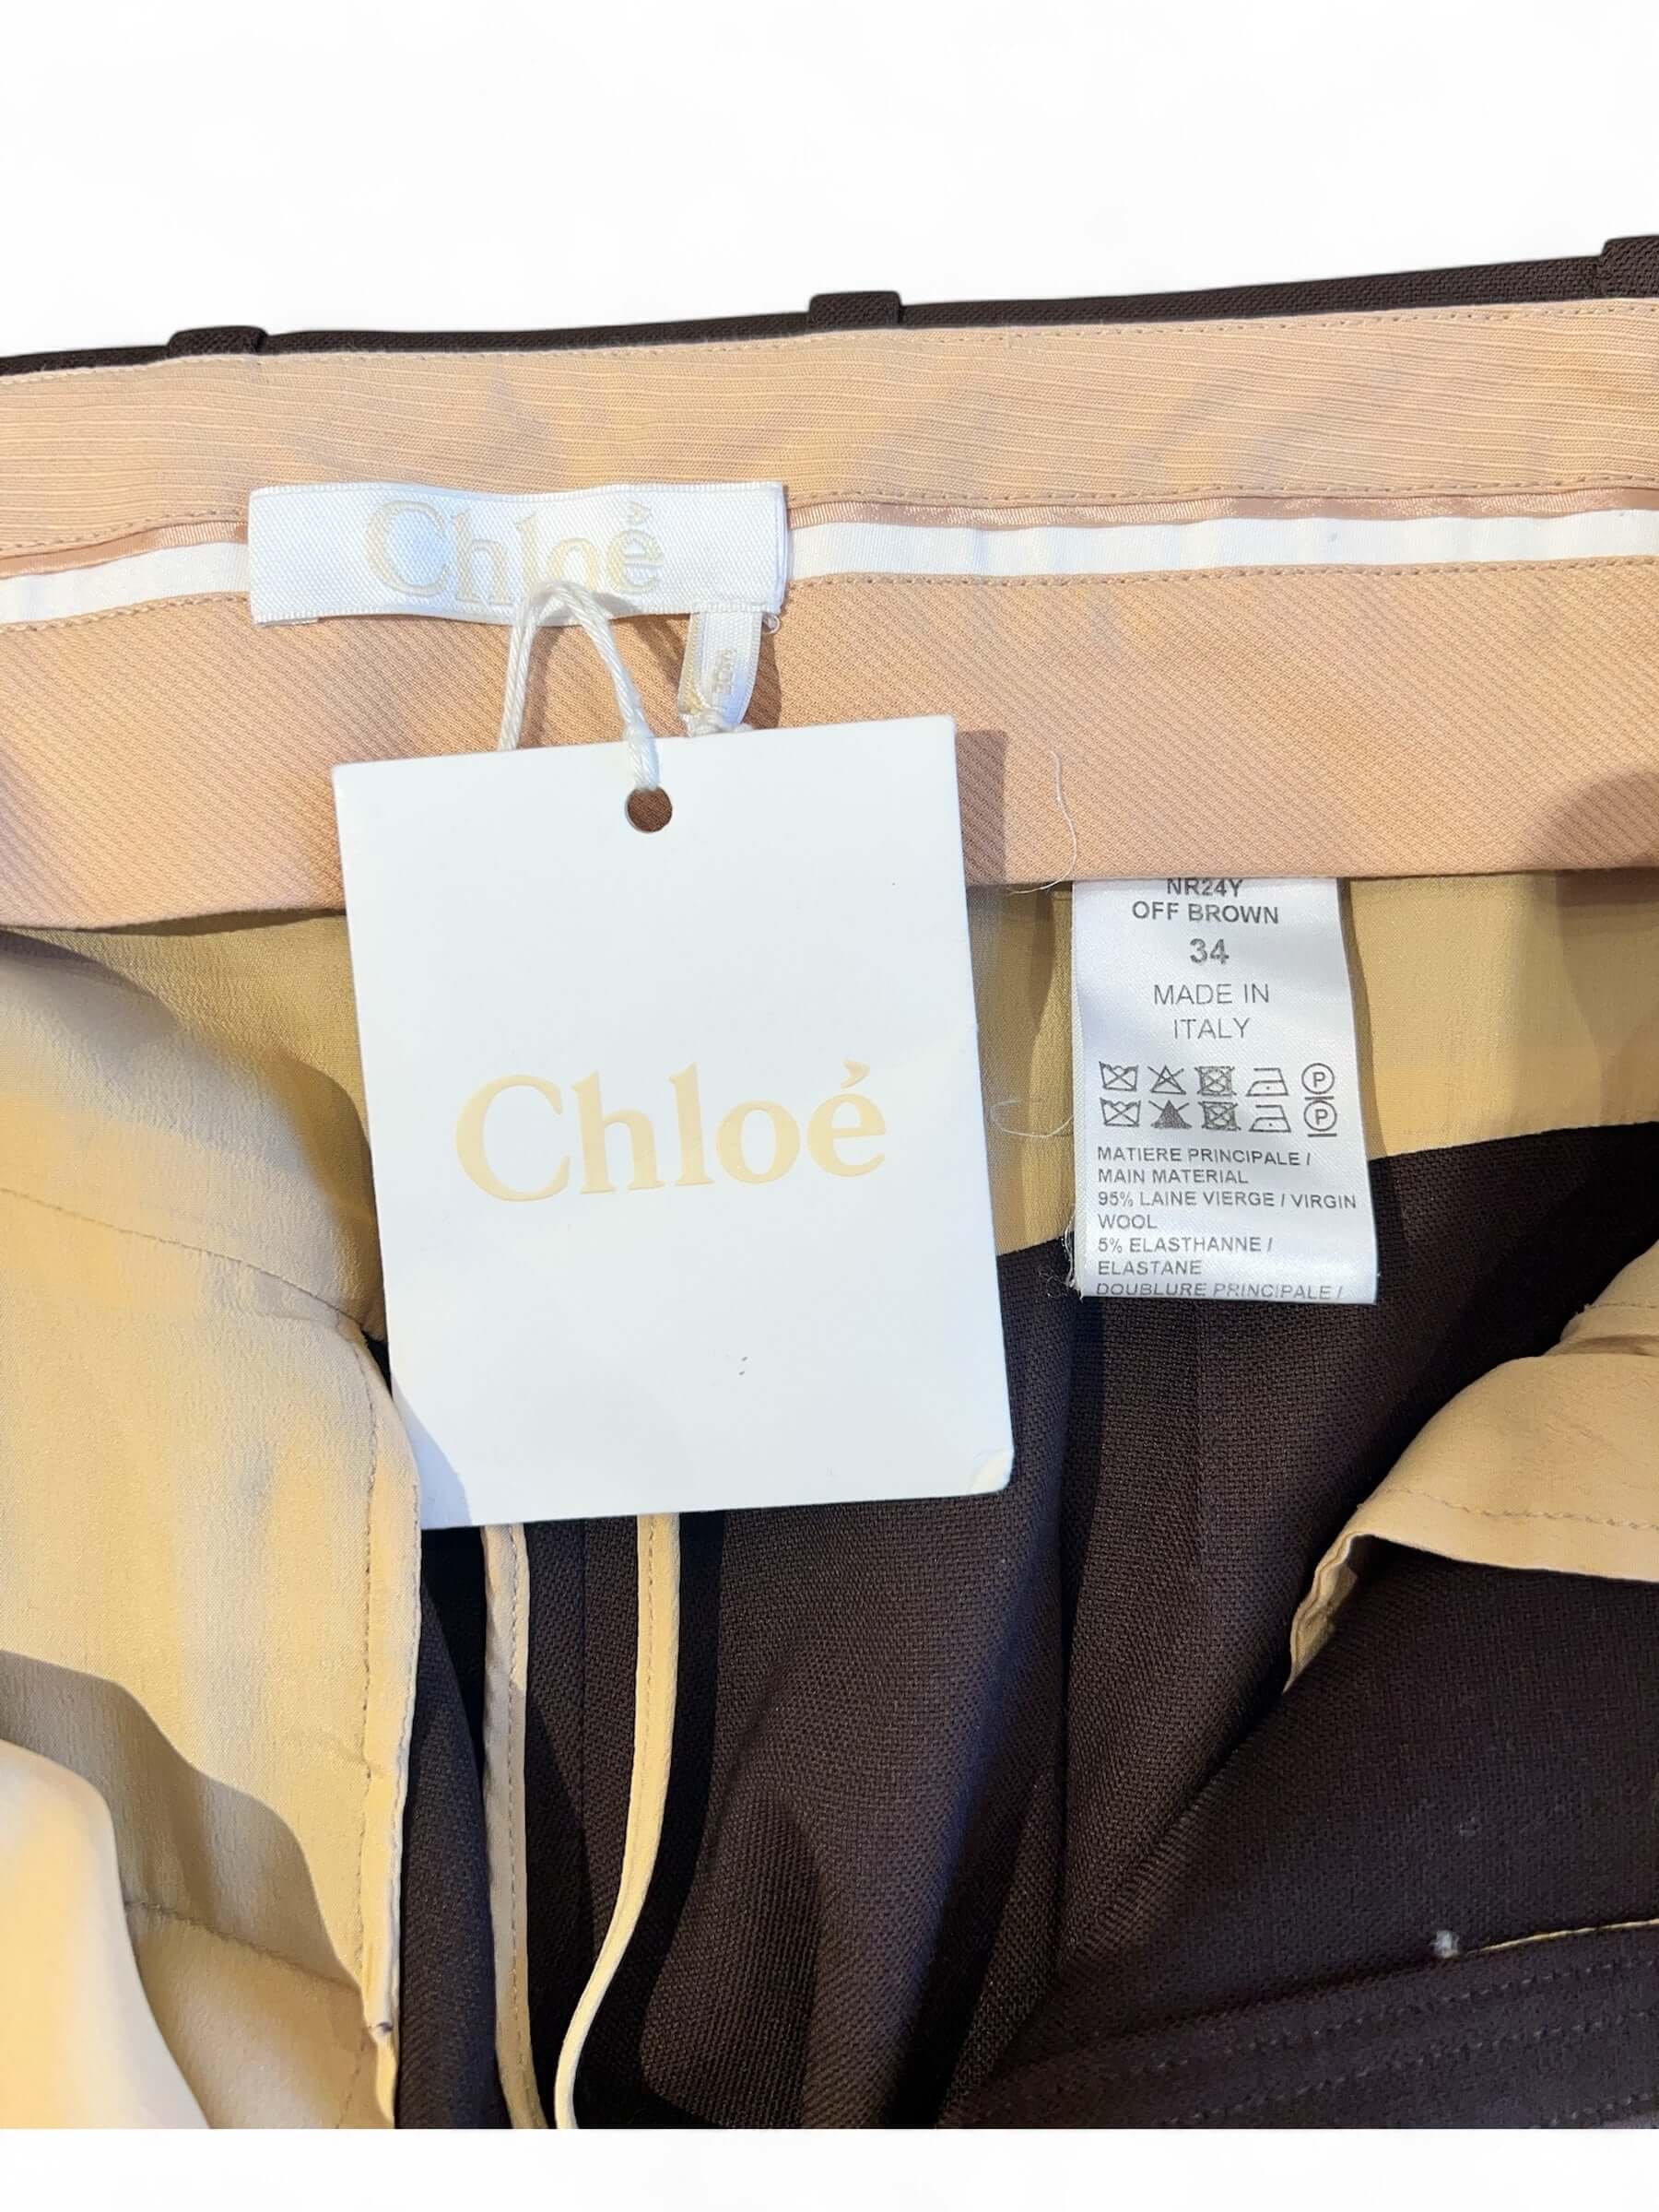 Chloé
Chloé
NR24Y
OFF BROWN
34
MADE IN
ITALY
P
P
MATIERE PRINCIPALE /
MAIN MATERIAL
95% LAINE VIERGE / VIRGIN
WOOL
5% ELASTHANNE /
ELASTANE
DOUBLURE PRINCIPALE /